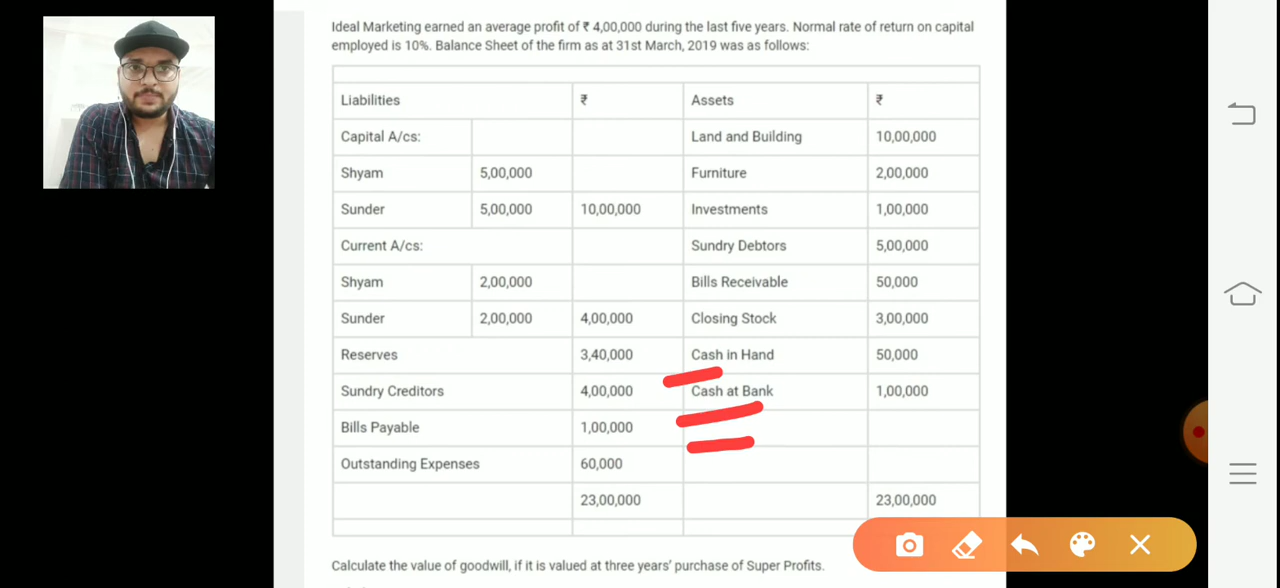 Ideal Marketing earned an average profit of ₹ 4,00,000 during the last five years. Normal rate of return on capital
employed is 10%. Balance Sheet of the firm as at 31st March, 2019 was as follows:
Liabilities ₹ Assets ₹
Capital A/cs: Land and Building 10,00,000
Shyam 5,00,000 Furniture 2,00,000
Sunder 5,00,000 10,00,000 Investments 1,00,000
Current A/cs: Sundry Debtors 5,00,000
Shyam 2,00,000 Bills Receivable 50,000
Sunder 2,00,000 4,00,000 Closing Stock 3,00,000
Reserves 3,40,000 Cash in Hand 50,000
Sundry Creditors 4,00,000 Cash at Bank 1,00,000
Bills Payable 1,00,000
Outstanding Expenses 60,000
23,00,000 23,00,000
Calculate the value of goodwill, if it is valued at three years' purchase of Super Profits.